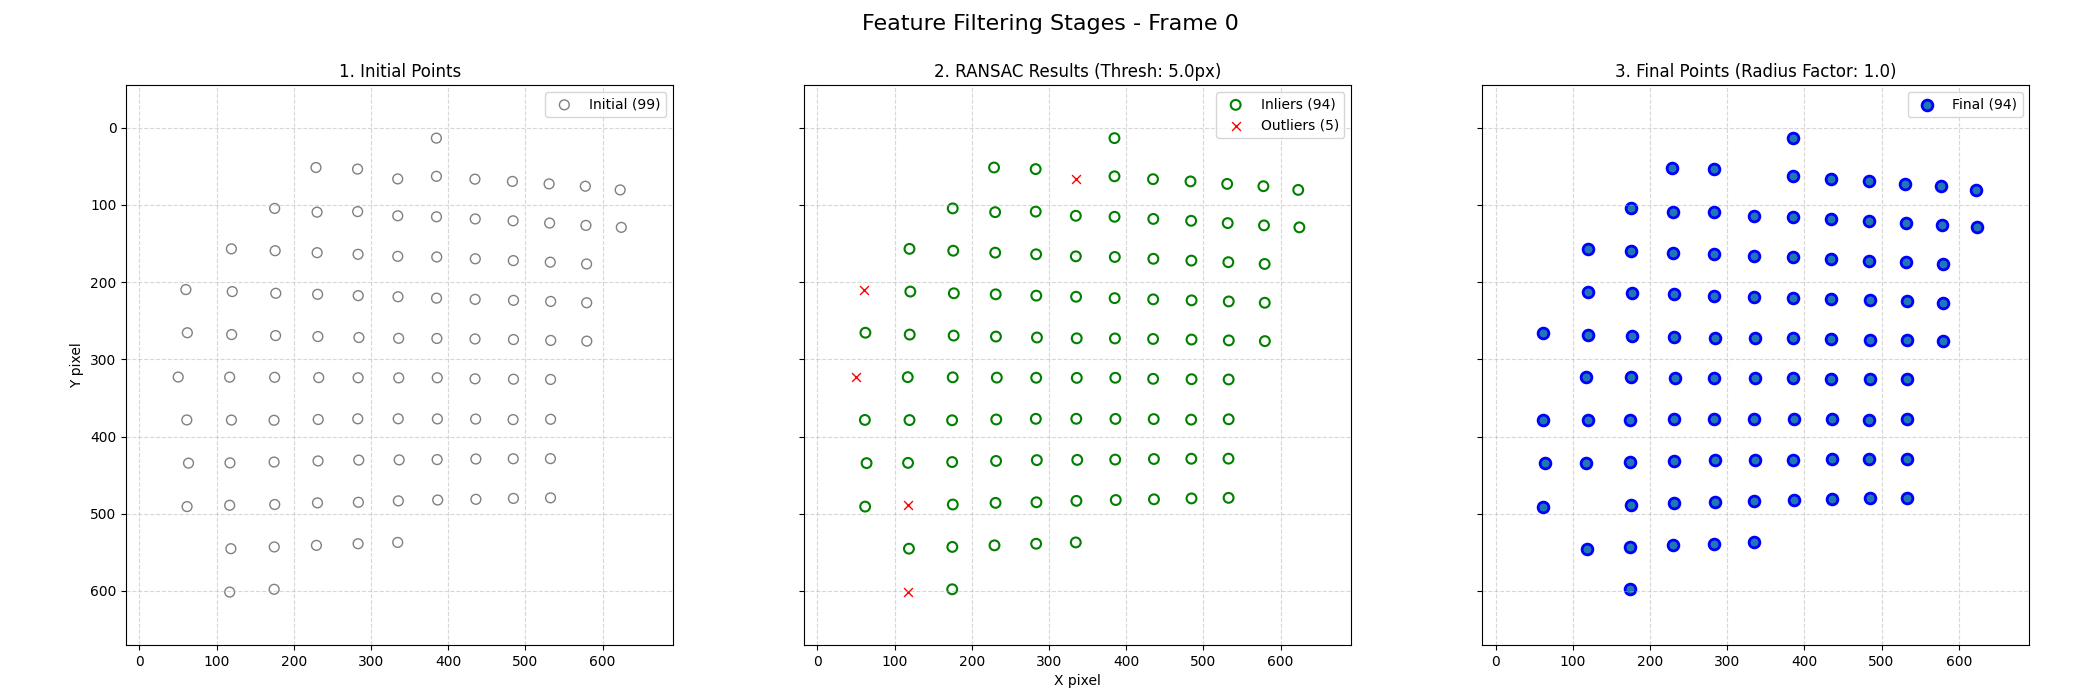 Feature Filtering Stages - Frame 0
1. Initial Points
Initial (99)
0
100
200
300
400
500
600
Y pixel
0 100 200 300 400 500 600
2. RANSAC Results (Thresh: 5.0px)
Inliers (94)
Outliers (5)
0 100 200 300 400 500 600
X pixel
3. Final Points (Radius Factor: 1.0)
Final (94)
0 100 200 300 400 500 600